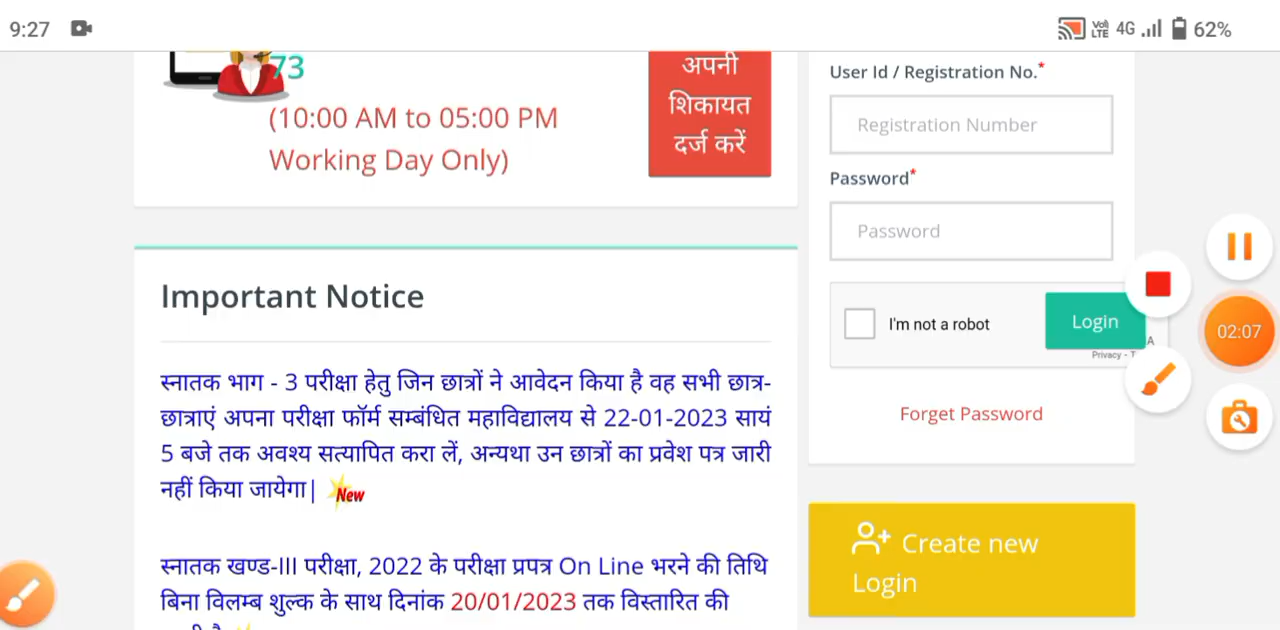 9:27
Vo) LTE 4G 62%
73
(10:00 AM to 05:00 PM
Working Day Only)
अपनी
शिकायत
दर्ज करें
User Id / Registration No.*
Registration Number
Password*
Password
I'm not a robot
Login
Privacy - T
Forget Password
Create new
Login
02:07
Important Notice
स्नातक भाग - 3 परीक्षा हेतु जिन छात्रों ने आवेदन किया है वह सभी छात्र-
छात्राएं अपना परीक्षा फॉर्म सम्बंधित महाविद्यालय से 22-01-2023 सायं
5 बजे तक अवश्य सत्यापित करा लें, अन्यथा उन छात्रों का प्रवेश पत्र जारी
नहीं किया जायेगा| New
स्नातक खण्ड-III परीक्षा, 2022 के परीक्षा प्रपत्र On Line भरने की तिथि
बिना विलम्ब शुल्क के साथ दिनांक 20/01/2023 तक विस्तारित की